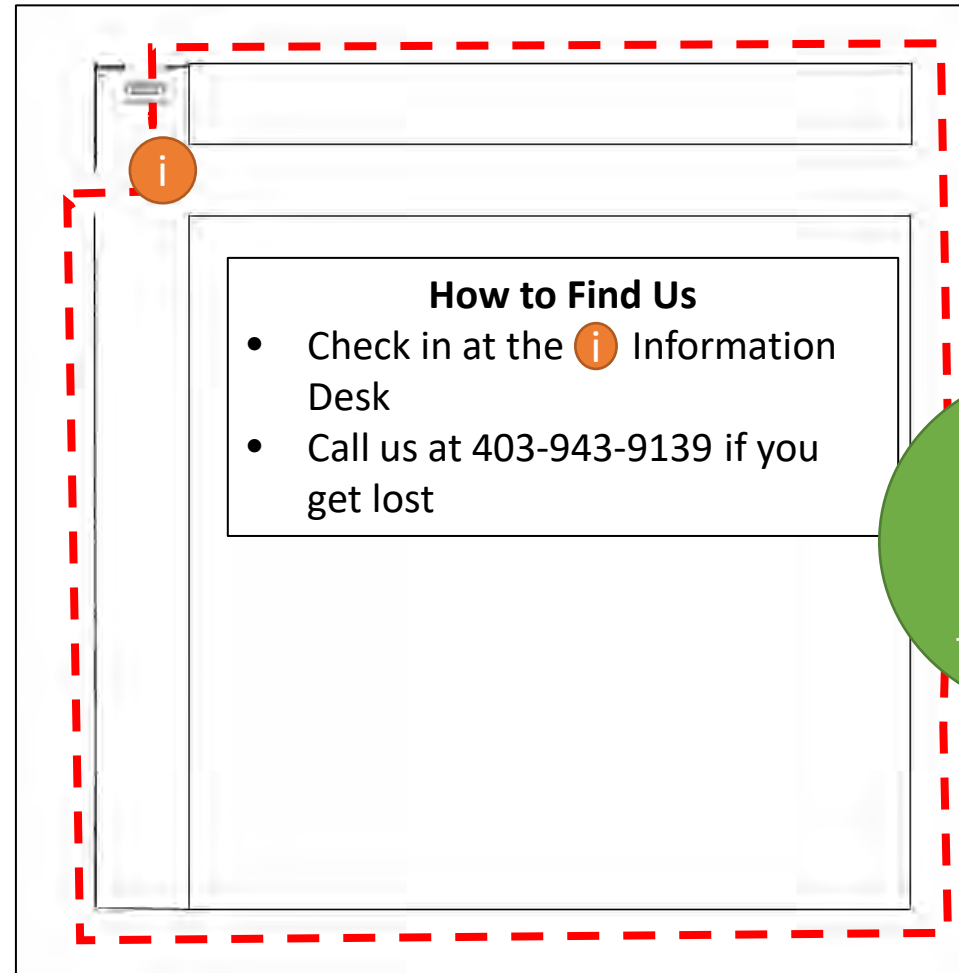 i
How to Find Us
• Check in at the i Information
Desk
• Call us at 403-943-9139 if you
get lost